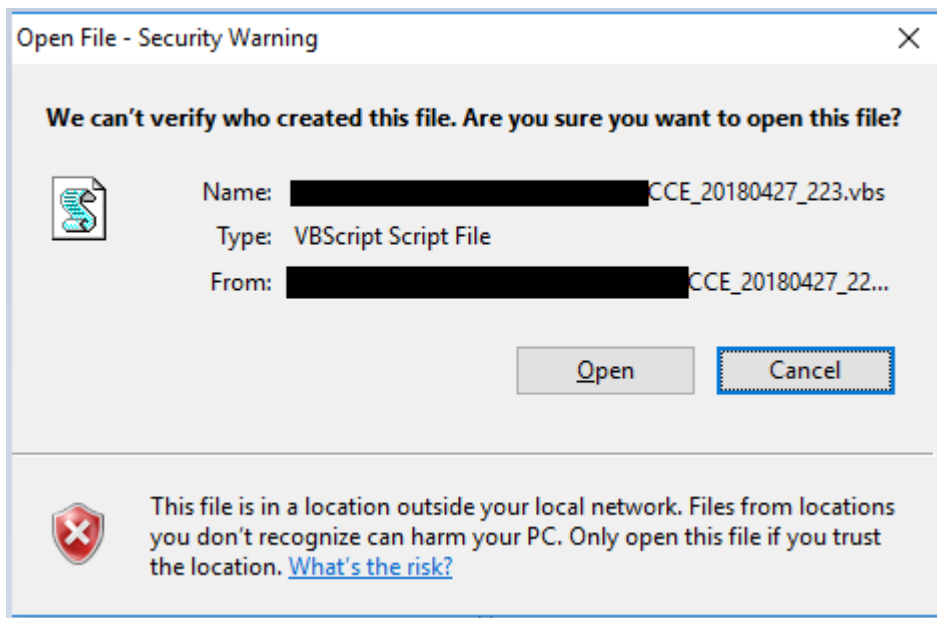 Open File - Security Warning
We can't verify who created this file. Are you sure you want to open this file?
Name: CCE_20180427_223.vbs
Type: VBScript Script File
From: CCE_20180427_22...
Open Cancel
This file is in a location outside your local network. Files from locations
you don't recognize can harm your PC. Only open this file if you trust
the location. What's the risk?